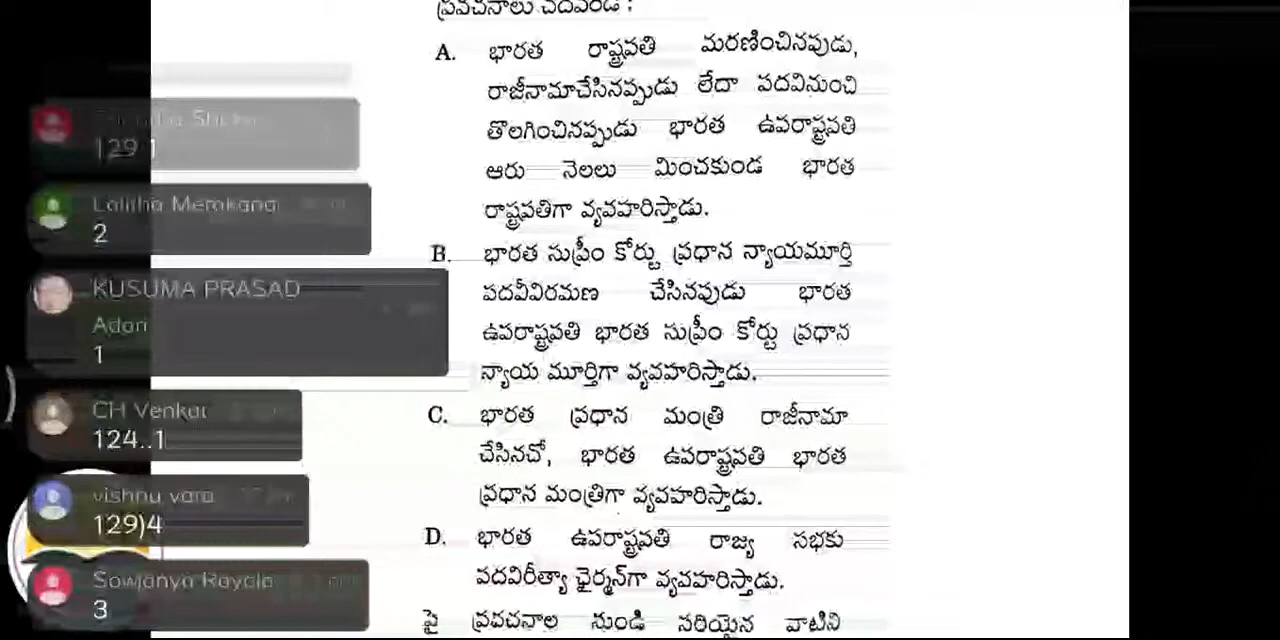 ప్రవచనాలు చదవండి :
A. భారత రాష్ట్రపతి మరణించినపుడు,
రాజీనామాచేసినప్పుడు లేదా పదవినుంచి
తొలగించినప్పుడు భారత ఉపరాష్ట్రపతి
ఆరు నెలలు మించకుండ భారత
రాష్ట్రపతిగా వ్యవహరిస్తాడు.
B. భారత సుప్రీం కోర్టు ప్రధాన న్యాయమూర్తి
పదవీవిరమణ చేసినపుడు భారత
ఉపరాష్ట్రపతి భారత సుప్రీం కోర్టు ప్రధాన
న్యాయ మూర్తిగా వ్యవహరిస్తాడు.
C. భారత ప్రధాన మంత్రి రాజీనామా
చేసినచో, భారత ఉపరాష్ట్రపతి భారత
ప్రధాన మంత్రిగా వ్యవహరిస్తాడు.
D. భారత ఉపరాష్ట్రపతి రాజ్య సభకు
పదవిరీత్యా ఛైర్మన్‌గా వ్యవహరిస్తాడు.
పై ప్రవచనాల నుండి సరియైన వాటిని
129 1
Lalitha
2
KUSUMA PRASAD
Adari
1
CH Venkat
124..1
vishnu vara
129)4
Sowjanya Rayala
3